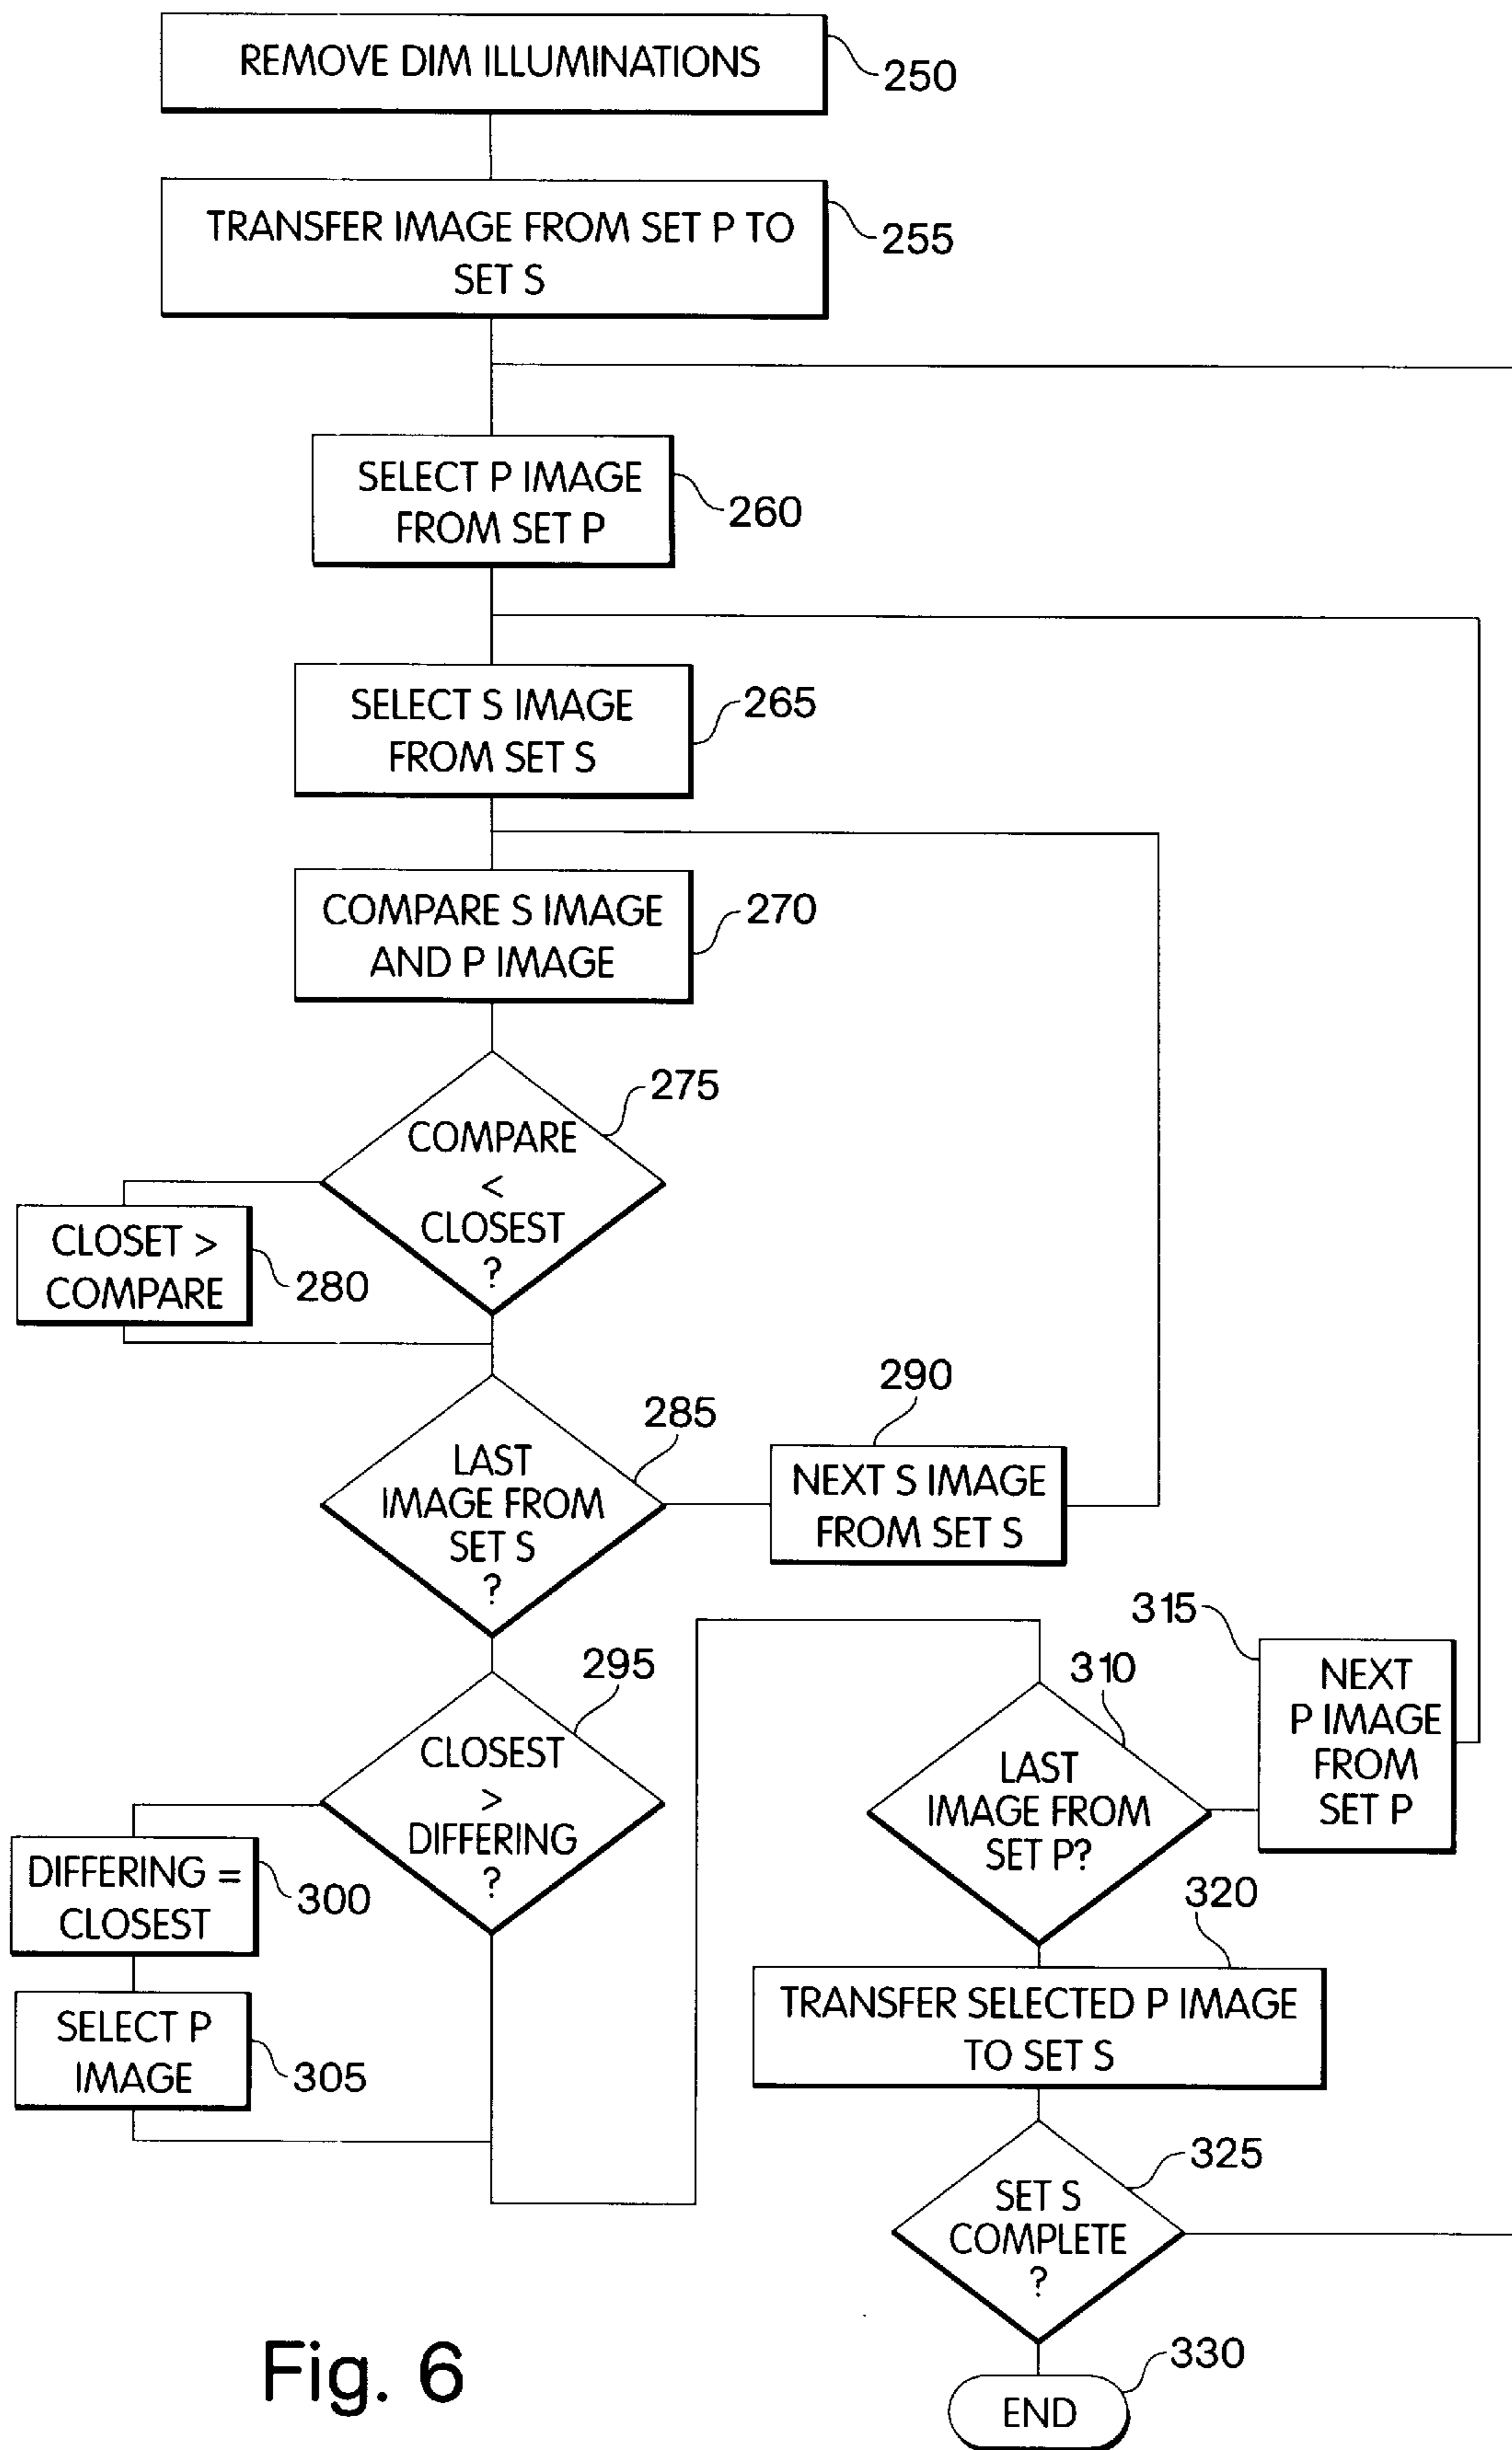 REMOVE DIM ILLUMINATIONS
250
TRANSFER IMAGE FROM SET P TO
SET S
255
SELECT P IMAGE
FROM SET P
260
SELECT S IMAGE
FROM SET S
265
COMPARE S IMAGE
AND P IMAGE
270
COMPARE
<
CLOSEST
?
275
CLOSET >
COMPARE
280
LAST
IMAGE FROM
SET S
?
285
NEXT S IMAGE
FROM SET S
290
CLOSEST
>
DIFFERING
?
295
DIFFERING =
CLOSEST
300
SELECT P
IMAGE
305
LAST
IMAGE FROM
SET P?
310
NEXT
P IMAGE
FROM
SET P
315
TRANSFER SELECTED P IMAGE
TO SET S
320
SET S
COMPLETE
?
325
END
330
Fig. 6